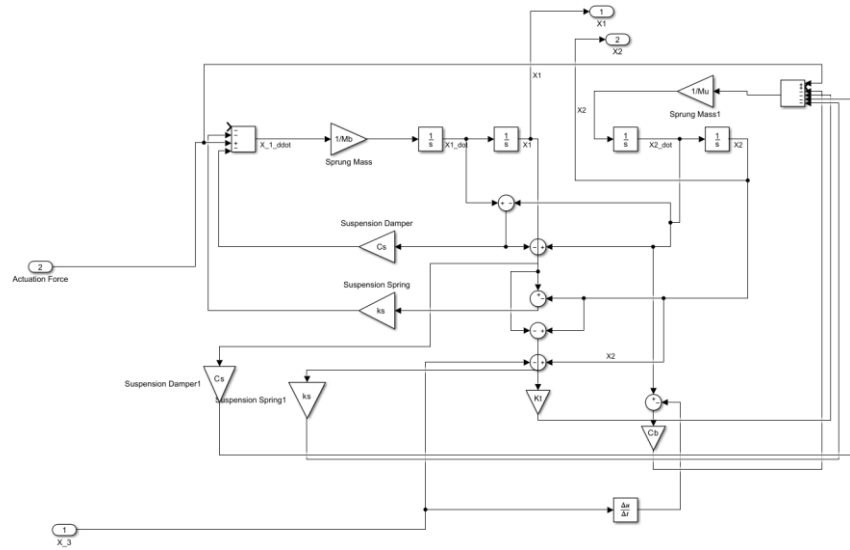 1
X1
2
X2
X1
1/Mu
X2
Sprung Mass1
1/Mb
Sprung Mass
X_1_ddot
1
s
X1_dot
1
s
X1
1
s
X2_dot
1
s
X2
Suspension Damper
Cs
2
Actuation Force
Suspension Spring
ks
X2
Suspension Damper1
Cs
Suspension Spring1
ks
Kt
Cb
Δu
Δt
1
X_3